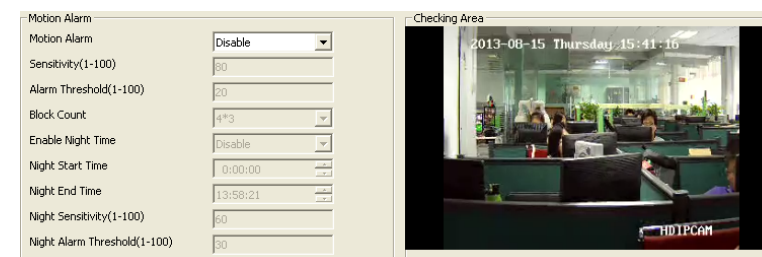 Motion Alarm
Motion Alarm Disable
Sensitivity(1-100) 80
Alarm Threshold(1-100) 20
Block Count 4*3
Enable Night Time Disable
Night Start Time 0:00:00
Night End Time 13:58:21
Night Sensitivity(1-100) 60
Night Alarm Threshold(1-100) 30
Checking Area
2013-08-15 Thursday 15:41:16
HDIPCAM